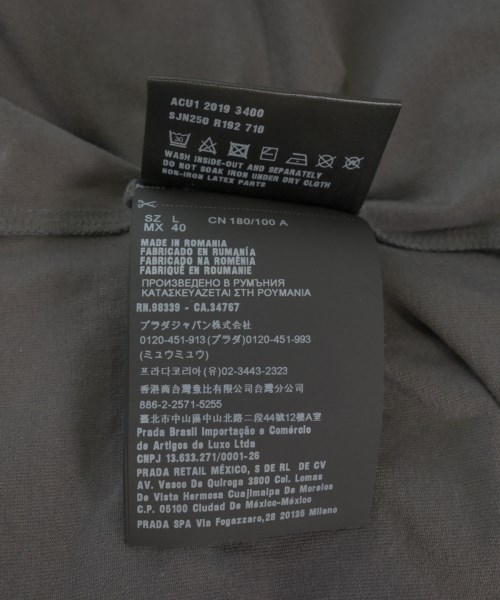 ACU1 2019 3400
SJN250 R192 710
WASH INSIDE-OUT AND SEPARATELY
DO NOT SOAK IRON UNDER DRY CLOTH
NON-IRON LATEX PARTS
SZ L CN 180/100 A
MX 40
MADE IN ROMANIA
FABRICADO EN RUMANÍA
FABRICADO NA ROMÊNIA
FABRIQUÉ EN ROUMANIE
ПРОИЗВЕДЕНО В РУМЪНИЯ
ΚΑΤΑΣΚΕΥΑΖΕΤΑΙ ΣΤΗ ΡΟΥΜΑΝΙΑ
RN.98339 - CA.34767
プラダジャパン株式会社
0120-451-913 (プラダ) 0120-451-993
(ミュウミュウ)
프라다코리아(유) 02-3443-2323
香港商台灣普比有限公司台灣分公司
886-2-2571-5255
臺北市中山區中山北路二段44號12樓A室
Prada Brasil Importação e Comércio
de Artigos de Luxo Ltda
CNPJ 13.633.271/0001-26
PRADA RETAIL MÉXICO, S DE RL DE CV
AV. Vasco De Quiroga 3800 Col. Lomas
De Vista Hermosa Cuajimalpa De Morelos
C.P. 05100 Ciudad De México-México
PRADA SPA Via Fogazzaro,28 20135 Milano